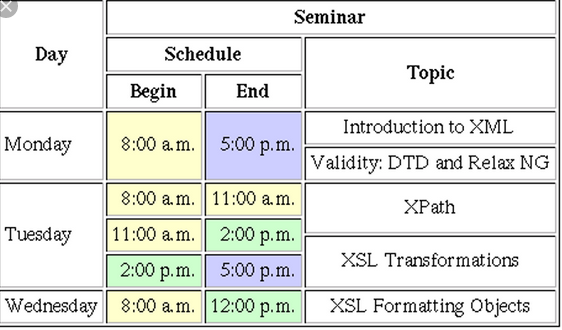 Seminar
Day
Schedule
Topic
Begin
End
Monday
8:00 a.m.
5:00 p.m.
Introduction to XML
Validity: DTD and Relax NG
Tuesday
8:00 a.m.
11:00 a.m.
XPath
11:00 a.m.
2:00 p.m.
XSL Transformations
2:00 p.m.
5:00 p.m.
Wednesday
8:00 a.m.
12:00 p.m.
XSL Formatting Objects